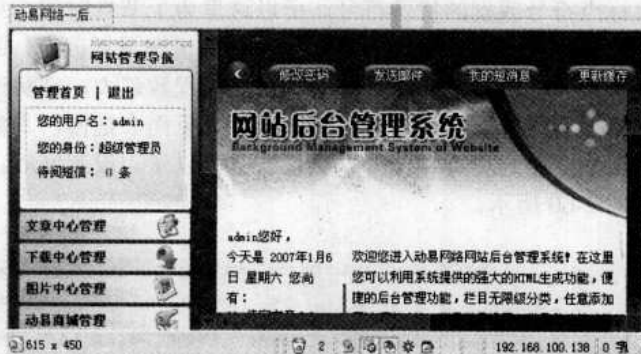 动易网络--后...
网站管理导航
管理首页 | 退出
您的用户名：admin
您的身份：超级管理员
待阅短信： 0 条
文章中心管理
下载中心管理
图片中心管理
动易商城管理
修改密码 发送邮件 我的短消息 更新缓存
网站后台管理系统
Background Management System of Website
admin您好，
今天是 2007年1月6
日 星期六 您尚
有：
欢迎您进入动易网络网站后台管理系统！在这里
您可以利用系统提供的强大的HTML生成功能，便
捷的后台管理功能，栏目无限级分类，任意添加
615 x 450
2
192.168.100.138
0